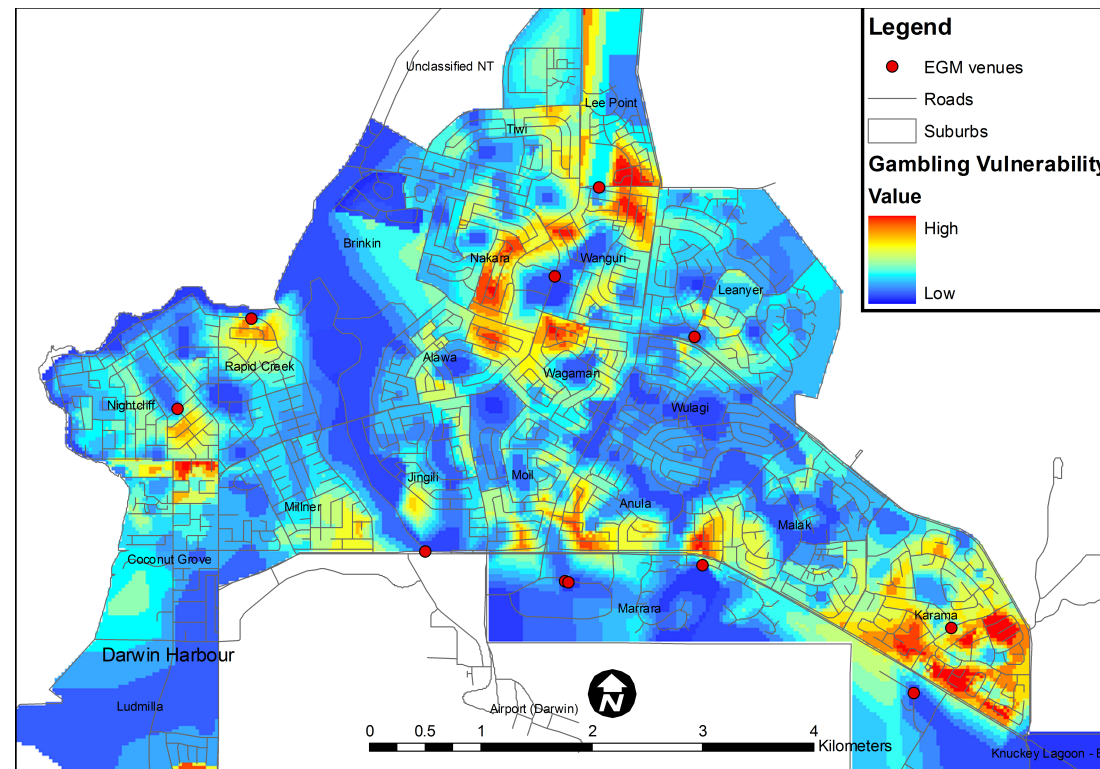 Legend
EGM venues
Roads
Suburbs
Gambling Vulnerability
Value
High
Low
Unclassified NT
Lee Point
Tiwi
Brinkin
Nakara
Wanguri
Leanyer
Rapid Creek
Alawa
Wagaman
Nightcliff
Wulagi
Jingili
Moil
Millner
Anula
Malak
Coconut Grove
Marrara
Karama
Darwin Harbour
Ludmilla
Airport (Darwin)
N
0 0.5 1 2 3 4
Kilometers
Knuckey Lagoon - E